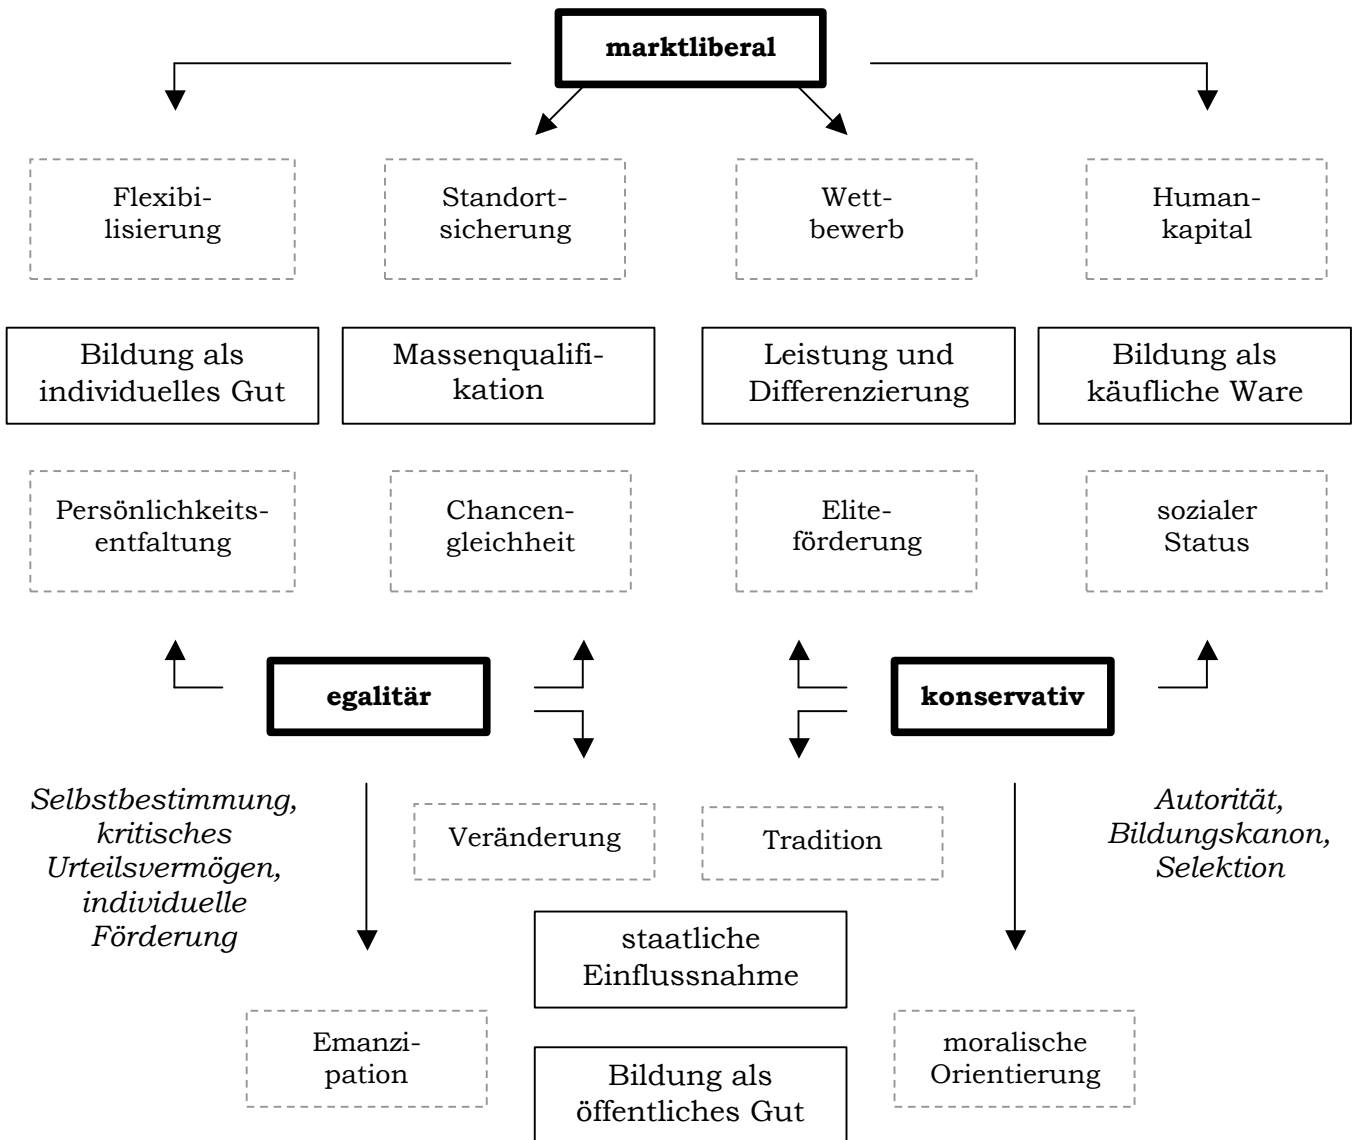 marktliberal
Flexibi-
lisierung
Standort-
sicherung
Wett-
bewerb
Human-
kapital
Bildung als
individuelles Gut
Massenqualifi-
kation
Leistung und
Differenzierung
Bildung als
käufliche Ware
Persönlichkeits-
entfaltung
Chancen-
gleichheit
Elite-
förderung
sozialer
Status
egalitär
konservativ
Selbstbestimmung,
kritisches
Urteilsvermögen,
individuelle
Förderung
Veränderung
Tradition
Autorität,
Bildungskanon,
Selektion
staatliche
Einflussnahme
Emanzi-
pation
moralische
Orientierung
Bildung als
öffentliches Gut